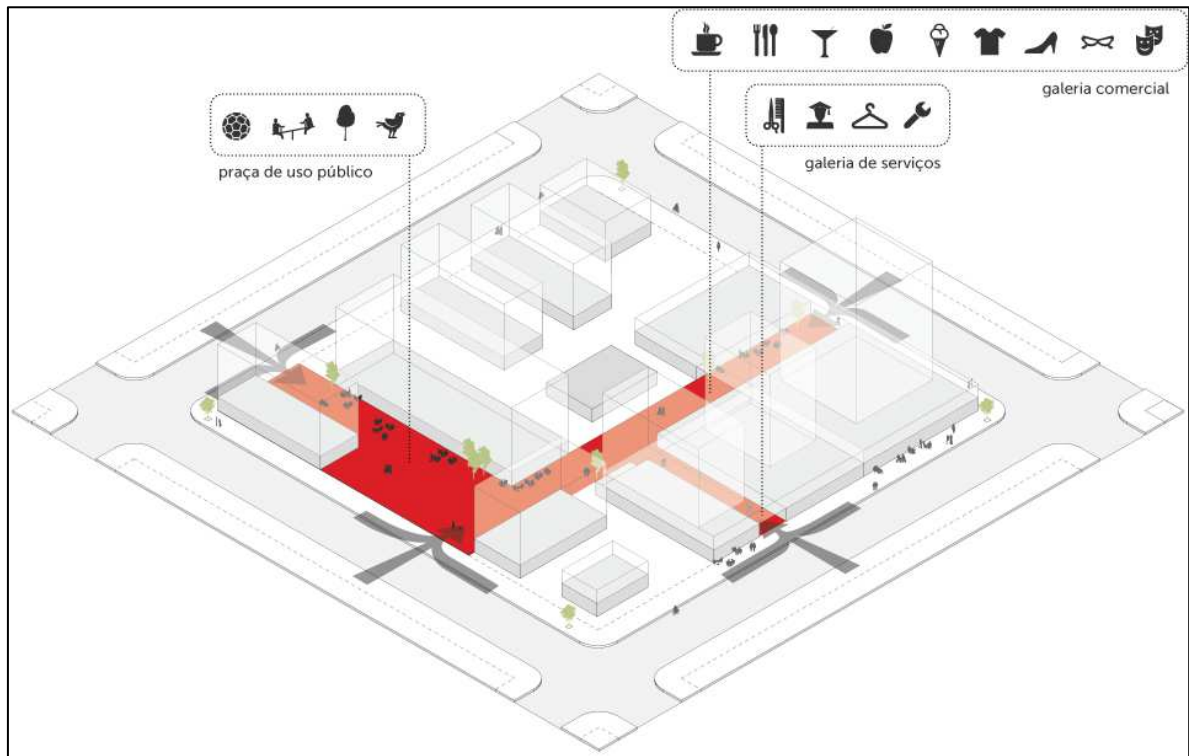 galeria comercial
galeria de serviços
praça de uso público